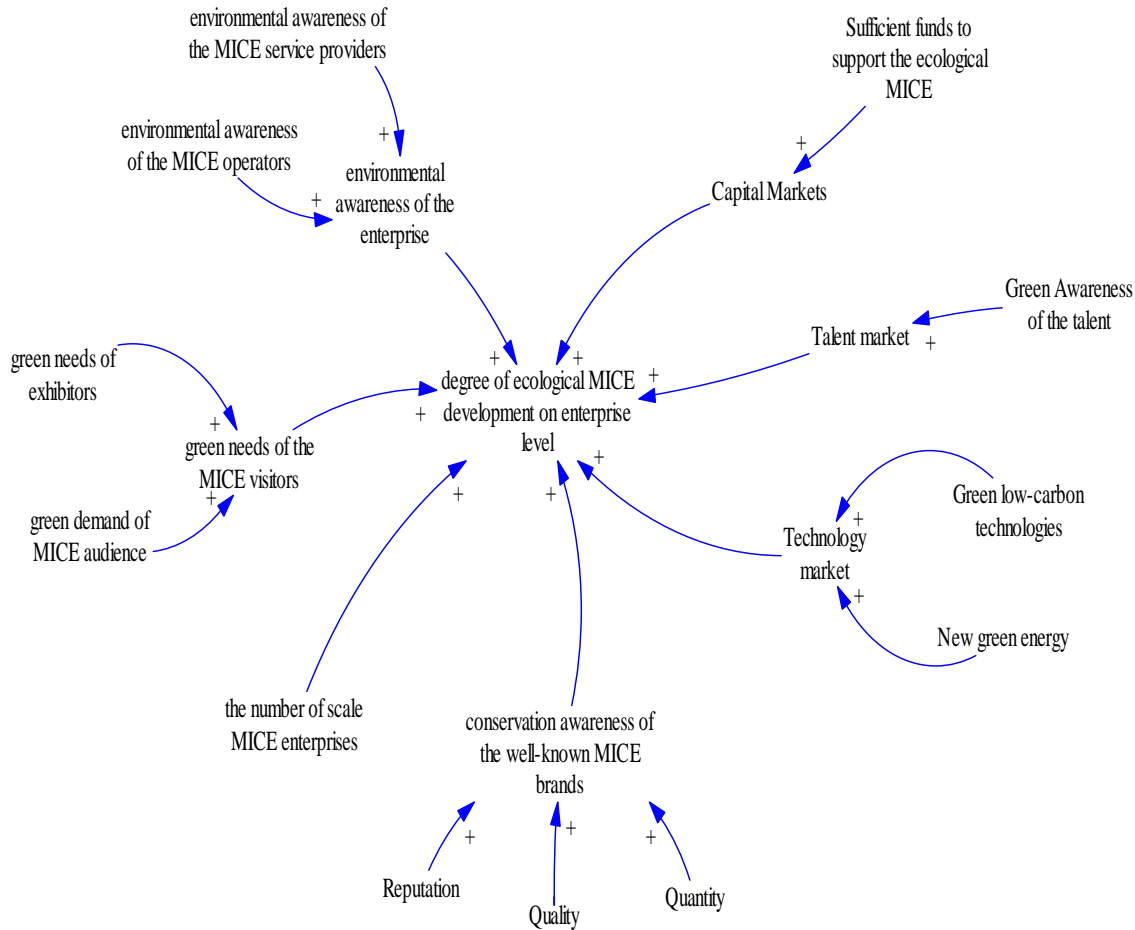 environmental awareness of
the MICE service providers
Sufficient funds to
support the ecological
MICE
environmental awareness
of the MICE operators
+
+
environmental
awareness of the
enterprise
+
Capital Markets
+
Green Awareness
of the talent
Talent market
+
green needs of
exhibitors
+
+
degree of ecological MICE
development on enterprise
level
+
+
+
+
+
+
green needs of the
MICE visitors
+
green demand of
MICE audience
Green low-carbon
technologies
+
Technology
market
+
New green energy
the number of scale
MICE enterprises
conservation awareness of
the well-known MICE
brands
+
+
+
Reputation
Quality
Quantity